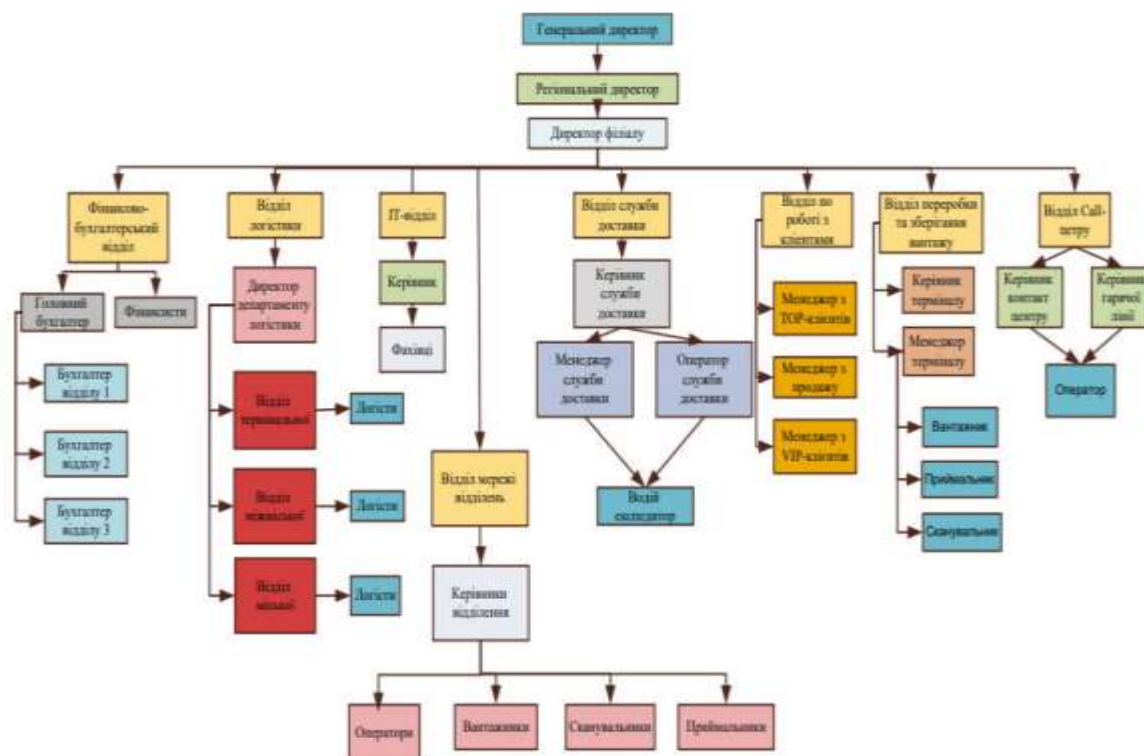 Генеральний директор
Регіональний директор
Директор філіалу
Фінансово-
бухгалтерський
відділ
Відділ
логістики
ІТ-відділ
Відділ служби
доставки
Відділ по
роботі з
клієнтами
Відділ переробки
та зберігання
вантажу
Відділ Call-
цетру
Головний
бухгалтер
Фінансисти
Директор
департаменту
логістики
Керівник
Керівник
служби
доставки
Менеджер з
TOP-клієнтів
Керівник
терміналу
Керівник
контакт
центру
Керівник
гарячої
лінії
Фахівці
Менеджер
служби
доставки
Оператор
служби
доставки
Менеджер з
продажу
Менеджер
терміналу
Оператор
Бухгалтер
відділу 1
Бухгалтер
відділу 2
Бухгалтер
відділу 3
Відділ
термінальної
Логісти
Відділ
міжміської
Логісти
Відділ
міської
Логісти
Відділ мережі
відділень
Менеджер з
VIP-клієнтів
Вантажник
Приймальник
Сканувальник
Водій
експедитор
Керівники
відділення
Оператори
Вантажники
Сканувальники
Приймальники